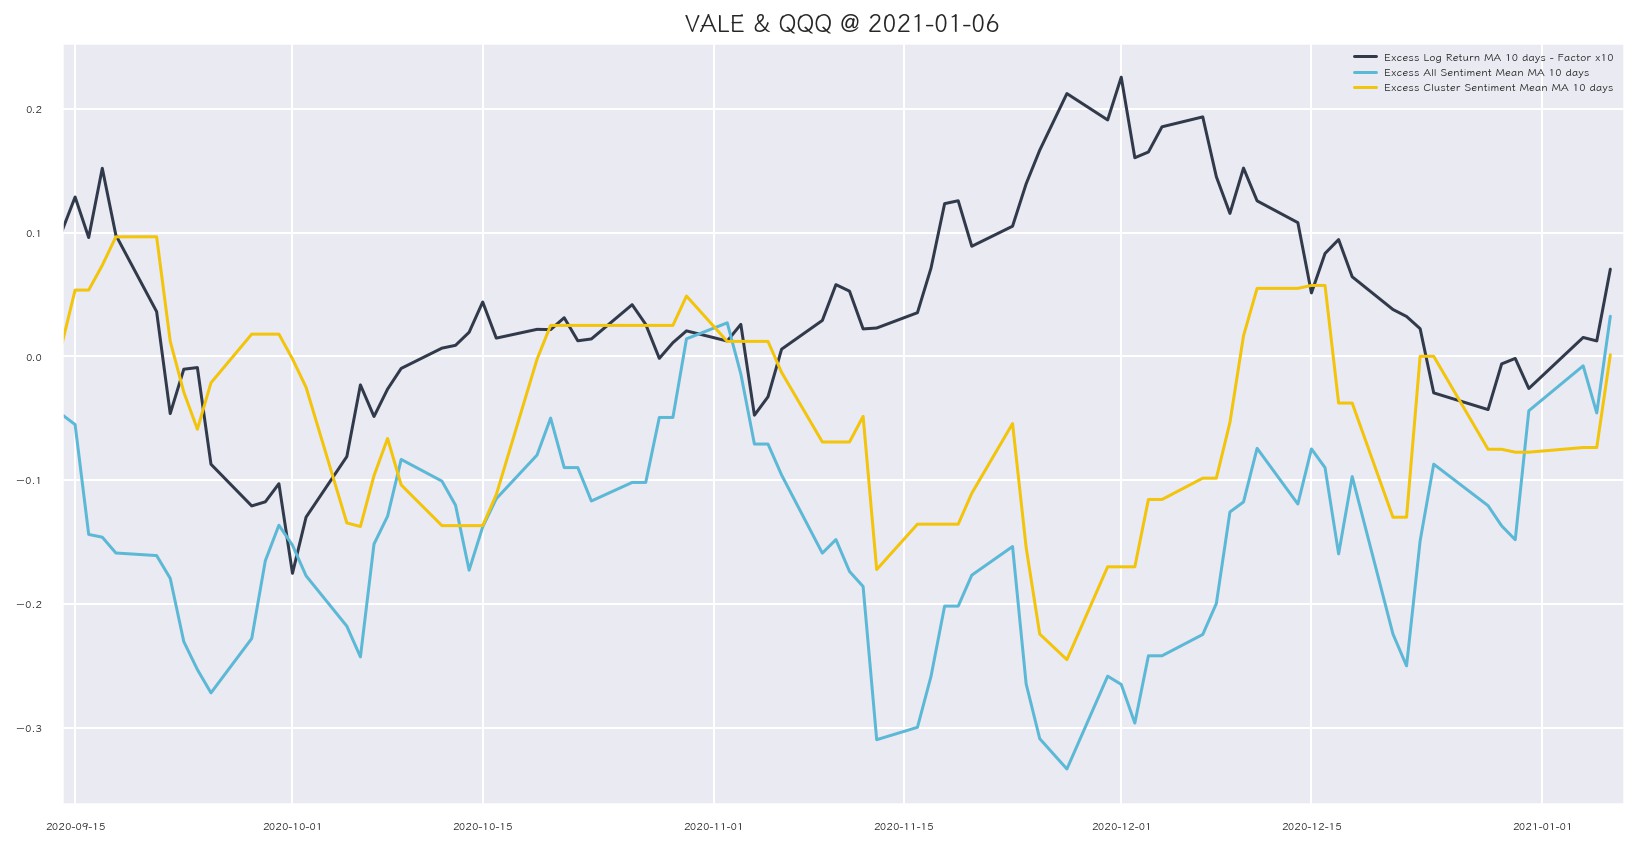 VALE & QQQ @ 2021-01-06
Excess Log Return MA 10 days - Factor x10
Excess All Sentiment Mean MA 10 days
Excess Cluster Sentiment Mean MA 10 days
0.2
0.1
0.0
−0.1
−0.2
−0.3
2020-09-15 2020-10-01 2020-10-15 2020-11-01 2020-11-15 2020-12-01 2020-12-15 2021-01-01